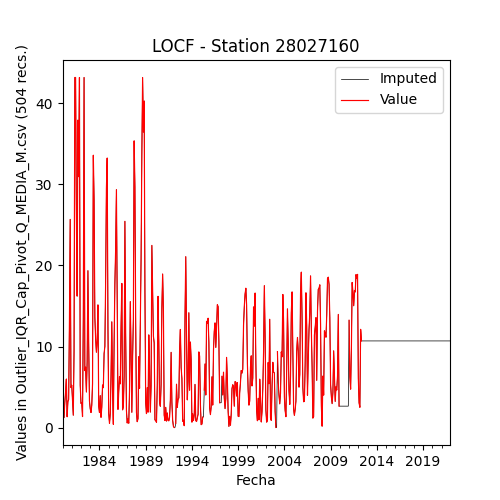 LOCF - Station 28027160
Imputed
Value
Values in Outlier_IQR_Cap_Pivot_Q_MEDIA_M.csv (504 recs.)
40
30
20
10
0
1984 1989 1994 1999 2004 2009 2014 2019
Fecha